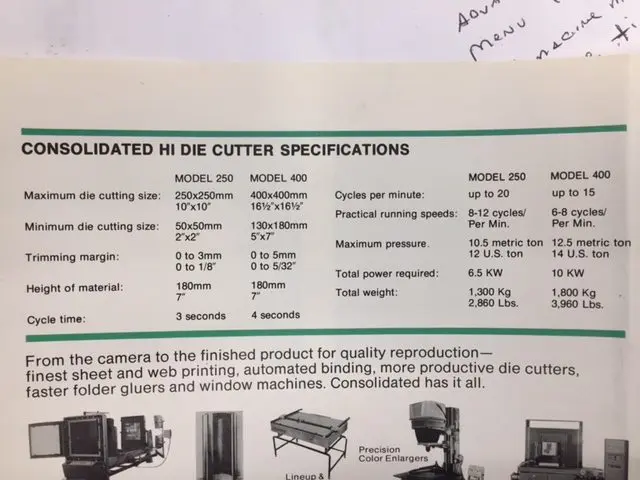 MENU
CONSOLIDATED HI DIE CUTTER SPECIFICATIONS
MODEL 250 MODEL 400
Maximum die cutting size: 250x250mm 400x400mm
10"x10" 16½"x16½"
Minimum die cutting size: 50x50mm 130x180mm
2"x2" 5"x7"
Trimming margin: 0 to 3mm 0 to 5mm
0 to 1/8" 0 to 5/32"
Height of material: 180mm 180mm
7" 7"
Cycle time: 3 seconds 4 seconds
MODEL 250 MODEL 400
Cycles per minute: up to 20 up to 15
Practical running speeds: 8-12 cycles/ 6-8 cycles/
Per Min. Per Min.
Maximum pressure. 10.5 metric ton 12.5 metric ton
12 U.S. ton 14 U.S. ton
Total power required: 6.5 KW 10 KW
Total weight: 1,300 Kg 1,800 Kg
2,860 Lbs. 3,960 Lbs.
From the camera to the finished product for quality reproduction—
finest sheet and web printing, automated binding, more productive die cutters,
faster folder gluers and window machines. Consolidated has it all.
Precision
Color Enlargers
Lineup &